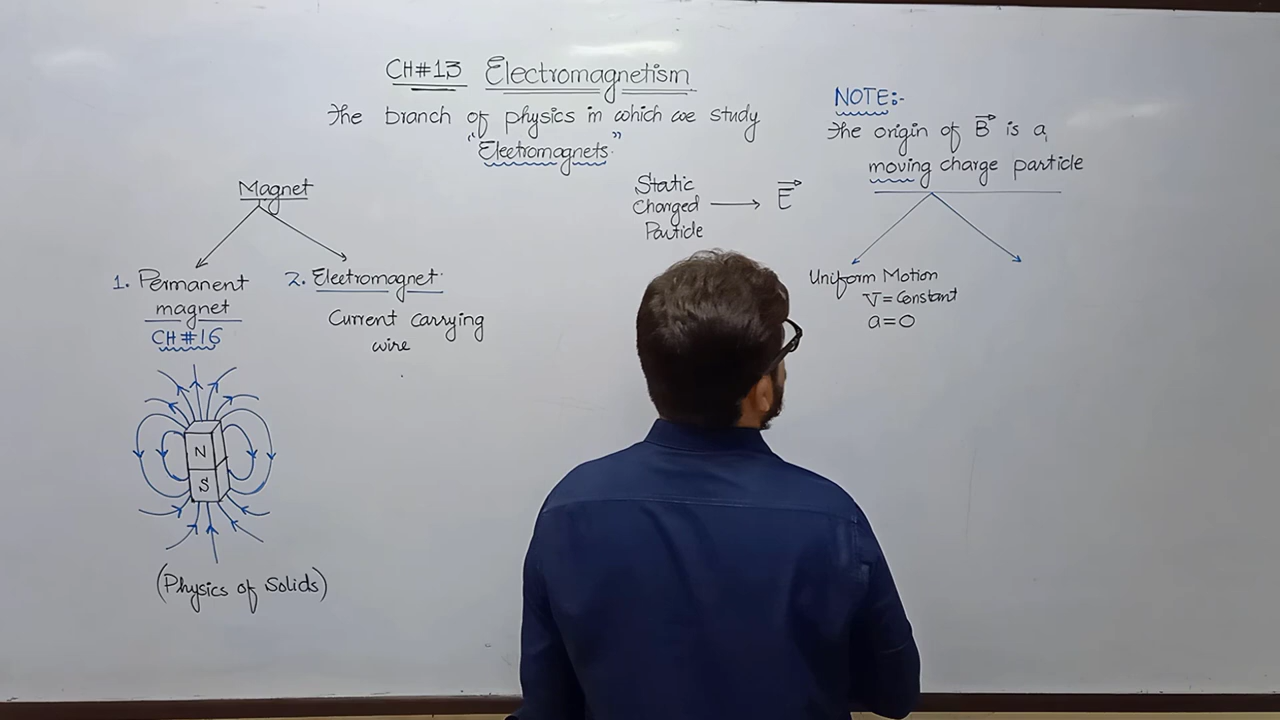 CH#13 Electromagnetism
The branch of physics in which we study
"Electromagnets."
Magnet
1. Permanent
magnet
CH#16
2. Electromagnet.
Current carrying
wire
N
S
(Physics of Solids)
Static
Charged
Particle → E⃗
NOTE:-
The origin of B⃗ is a
moving charge particle
Uniform Motion
V = Constant
a = 0